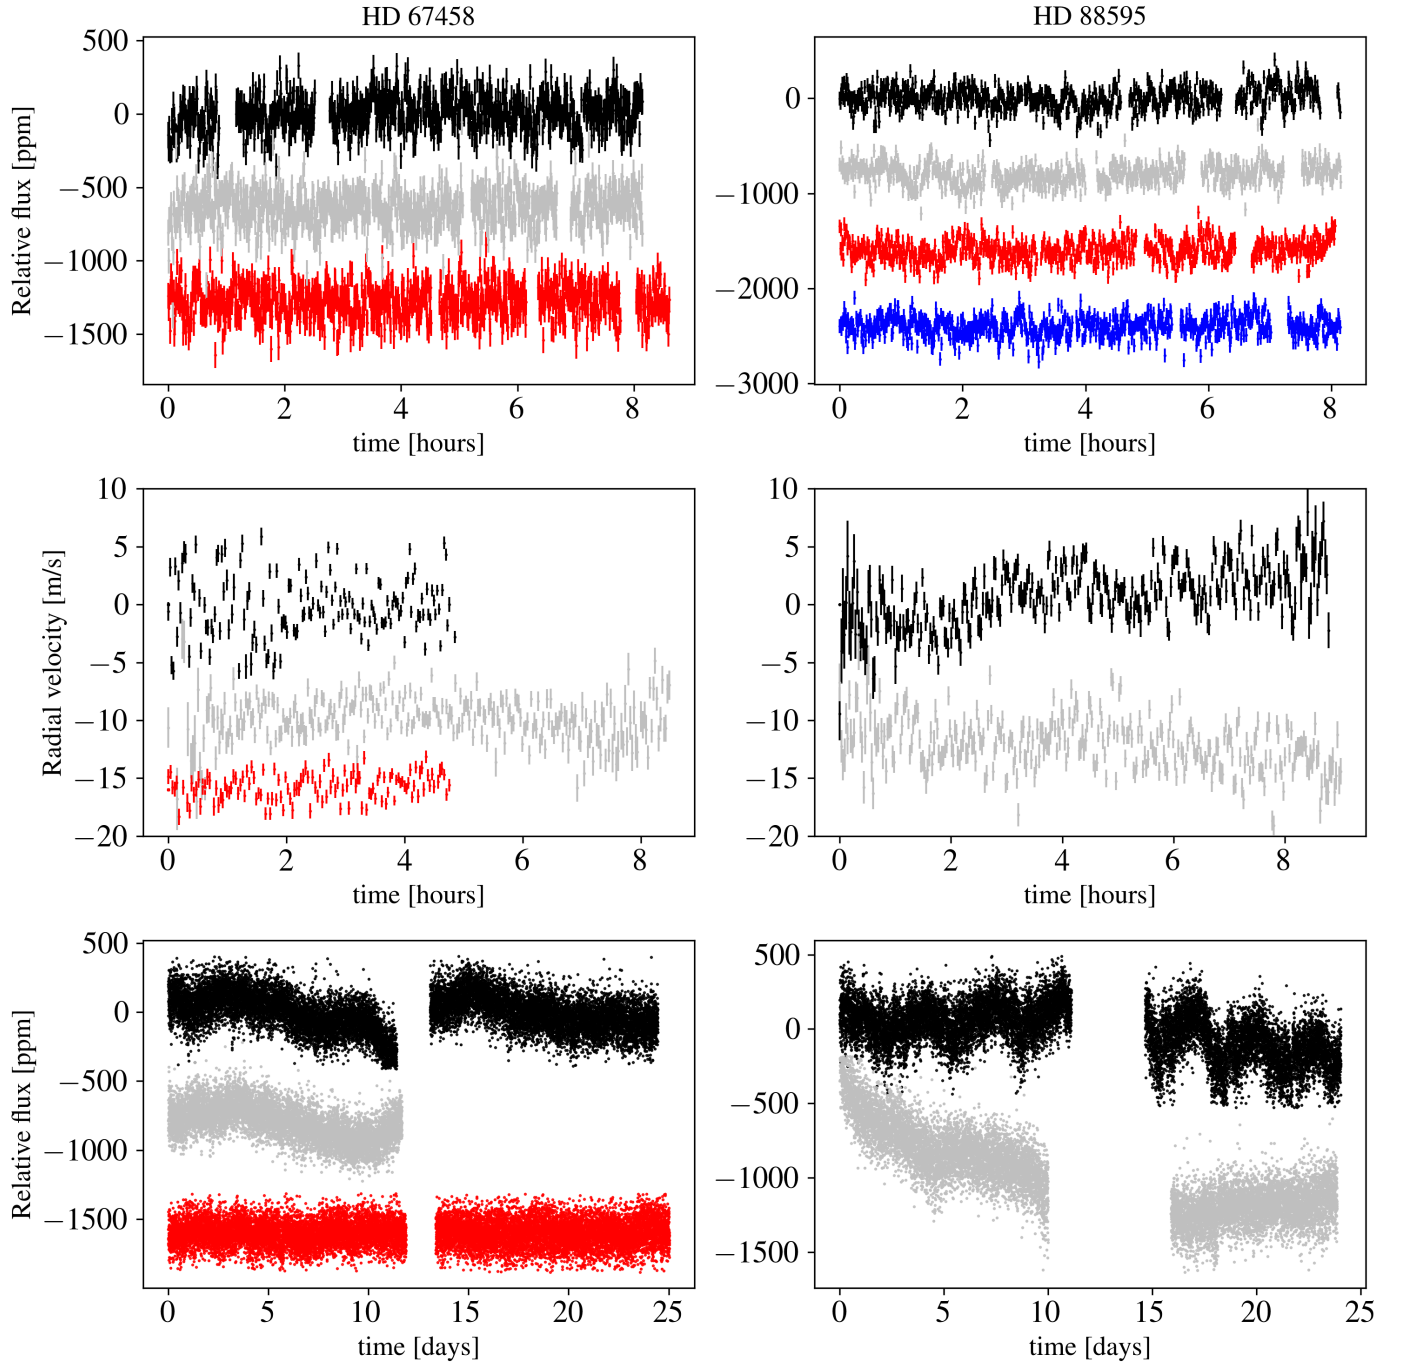 HD 67458
HD 88595
500
0
−500
−1000
−1500
Relative flux [ppm]
0 2 4 6 8
time [hours]
0
−1000
−2000
−3000
0 2 4 6 8
time [hours]
10
5
0
−5
−10
−15
−20
Radial velocity [m/s]
0 2 4 6 8
time [hours]
10
5
0
−5
−10
−15
−20
0 2 4 6 8
time [hours]
500
0
−500
−1000
−1500
Relative flux [ppm]
0 5 10 15 20 25
time [days]
500
0
−500
−1000
−1500
0 5 10 15 20 25
time [days]